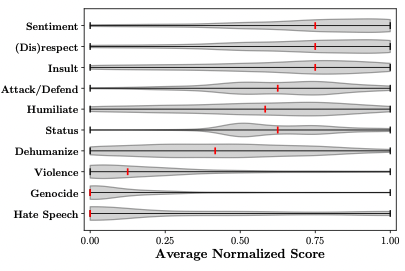 Sentiment
(Dis)respect
Insult
Attack/Defend
Humiliate
Status
Dehumanize
Violence
Genocide
Hate Speech
0.00 0.25 0.50 0.75 1.00
Average Normalized Score